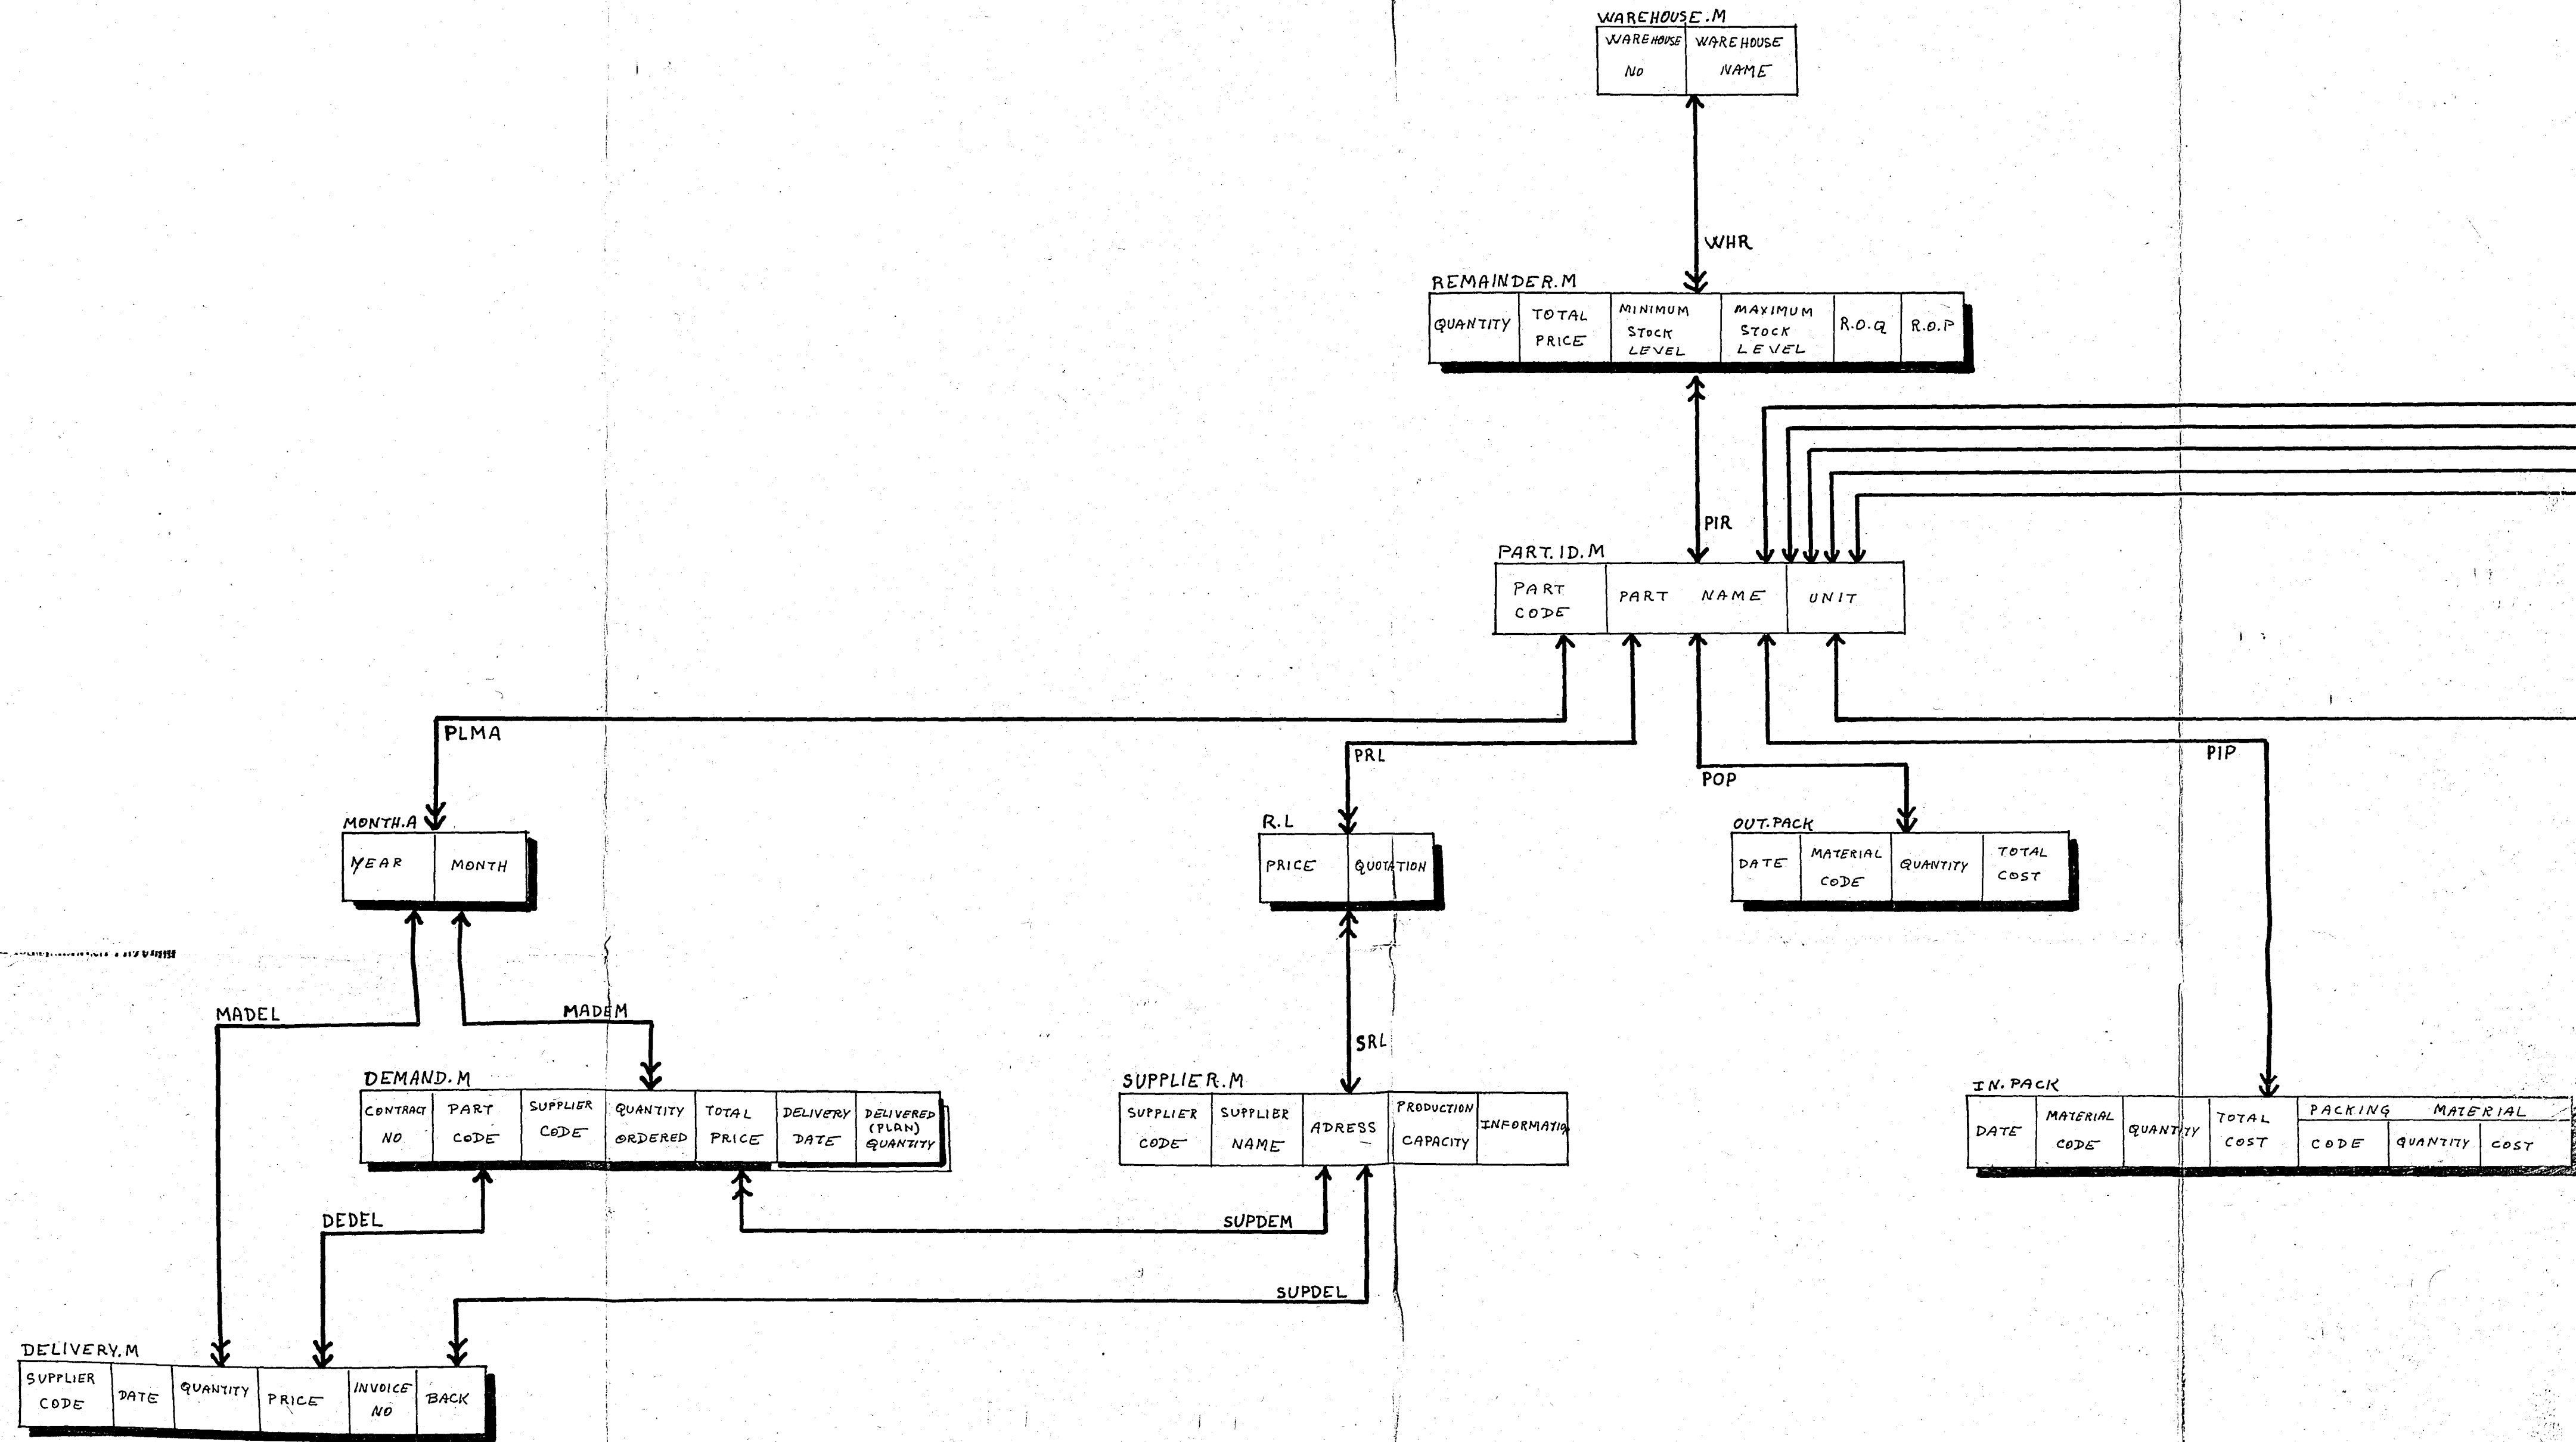 WAREHOUSE.M
WAREHOUSE NO
WAREHOUSE NAME
WHR
REMAINDER.M
QUANTITY
TOTAL PRICE
MINIMUM STOCK LEVEL
MAXIMUM STOCK LEVEL
R.O.Q
R.O.P
PIR
PART.ID.M
PART CODE
PART NAME
UNIT
PLMA
PRL
POP
PIP
MONTH.A
YEAR
MONTH
R.L
PRICE
QUOTATION
OUT.PACK
DATE
MATERIAL CODE
QUANTITY
TOTAL COST
MADEL
MADEM
SRL
DEMAND.M
CONTRACT NO
PART CODE
SUPPLIER CODE
QUANTITY ORDERED
TOTAL PRICE
DELIVERY DATE
DELIVERED (PLAN) QUANTITY
SUPPLIER.M
SUPPLIER CODE
SUPPLIER NAME
ADRESS
PRODUCTION CAPACITY
INFORMATIO
IN.PACK
DATE
MATERIAL CODE
QUANTITY
TOTAL COST
PACKING MATERIAL
CODE
QUANTITY
COST
DEDEL
SUPDEM
SUPDEL
DELIVERY.M
SUPPLIER CODE
DATE
QUANTITY
PRICE
INVOICE NO
BACK